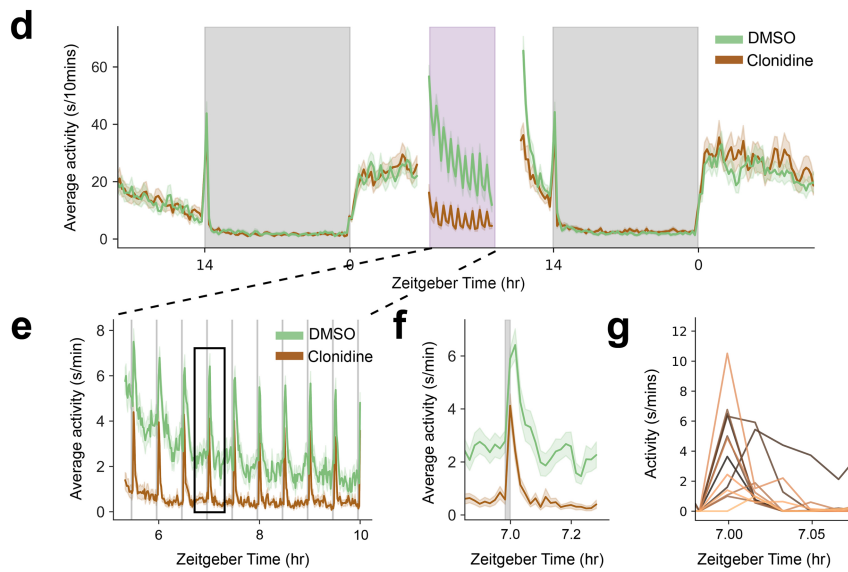 d
Average activity (s/10mins)
60
40
20
0
DMSO
Clonidine
14
0
14
0
Zeitgeber Time (hr)
e
Average activity (s/min)
8
6
4
2
0
DMSO
Clonidine
6
8
10
Zeitgeber Time (hr)
f
Average activity (s/min)
6
4
2
0
7.0
7.2
Zeitgeber Time (hr)
g
Activity (s/mins)
12
10
8
6
4
2
0
7.00
7.05
Zeitgeber Time (hr)